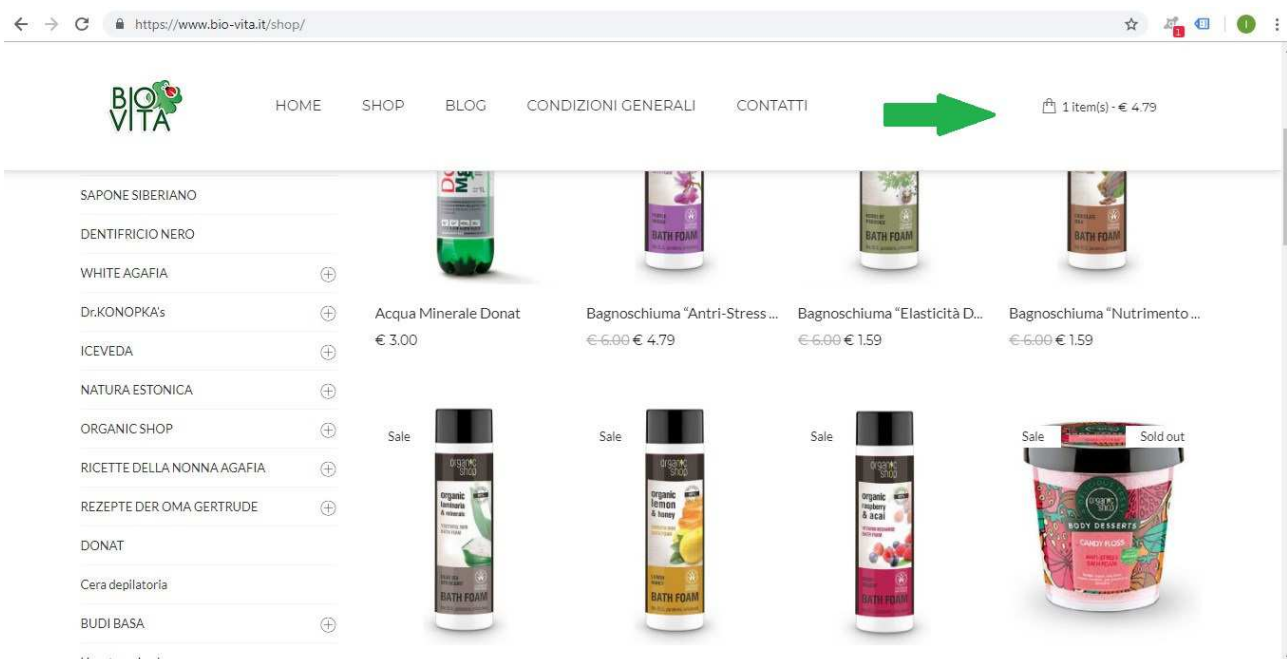 https://www.bio-vita.it/shop/
1
I
BIO
VITA
HOME SHOP BLOG CONDIZIONI GENERALI CONTATTI
1 item(s) - € 4.79
SAPONE SIBERIANO
DENTIFRICIO NERO
WHITE AGAFIA
Dr.KONOPKA's
ICEVEDA
NATURA ESTONICA
ORGANIC SHOP
RICETTE DELLA NONNA AGAFIA
REZEPTE DER OMA GERTRUDE
DONAT
Cera depilatoria
BUDI BASA
BATH FOAM
BATH FOAM
BATH FOAM
Acqua Minerale Donat
€ 3.00
Bagnoschiuma “Antri-Stress ...
€ 6.00 € 4.79
Bagnoschiuma “Elasticità D...
€ 6.00 € 1.59
Bagnoschiuma “Nutrimento ...
€ 6.00 € 1.59
Sale
organic
shop
organic
laminaria
& minerals
BATH FOAM
Sale
organic
shop
organic
lemon
& honey
BATH FOAM
Sale
organic
shop
organic
raspberry
& acai
BATH FOAM
Sale
Sold out
organic
shop
BODY DESSERTS
CANDY FLOSS